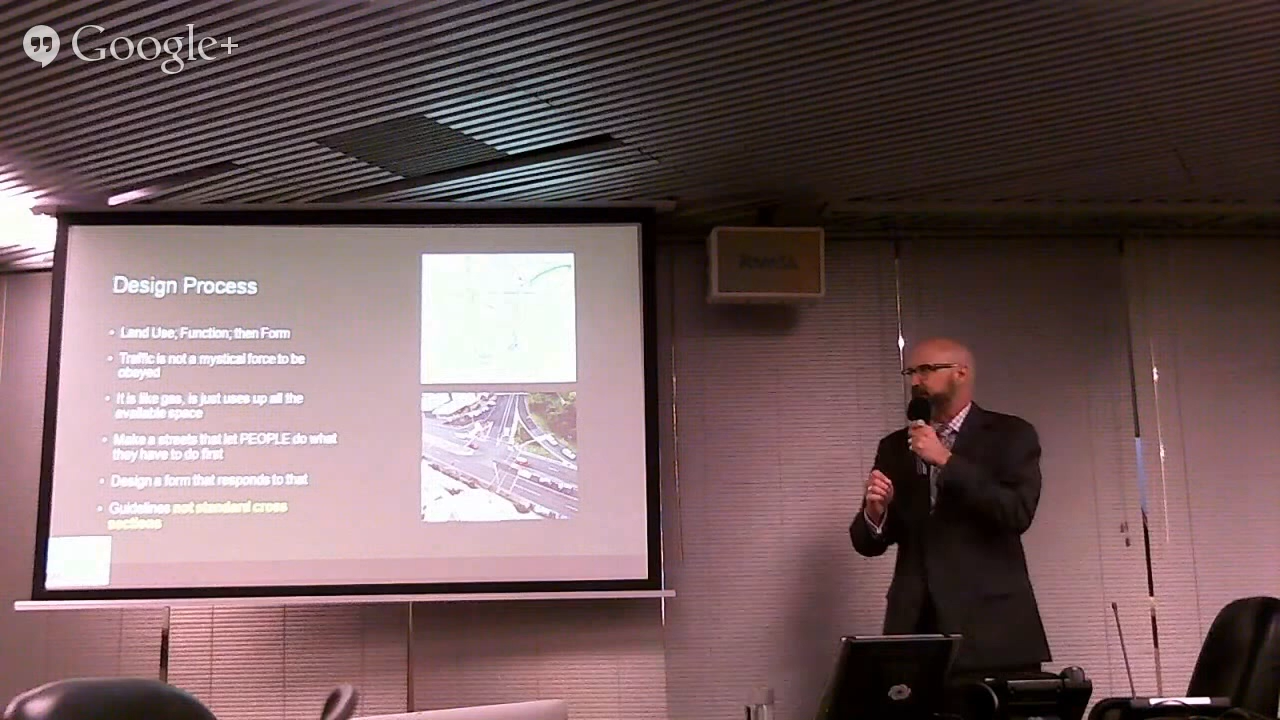 Google+
Design Process
• Land Use; Function; then Form
• Traffic is not a mystical force to be
obeyed
• It is like gas, is just uses up all the
available space
• Make a streets that let PEOPLE do what
they have to do first
• Design a form that responds to that
• Guidelines not standard cross
sections